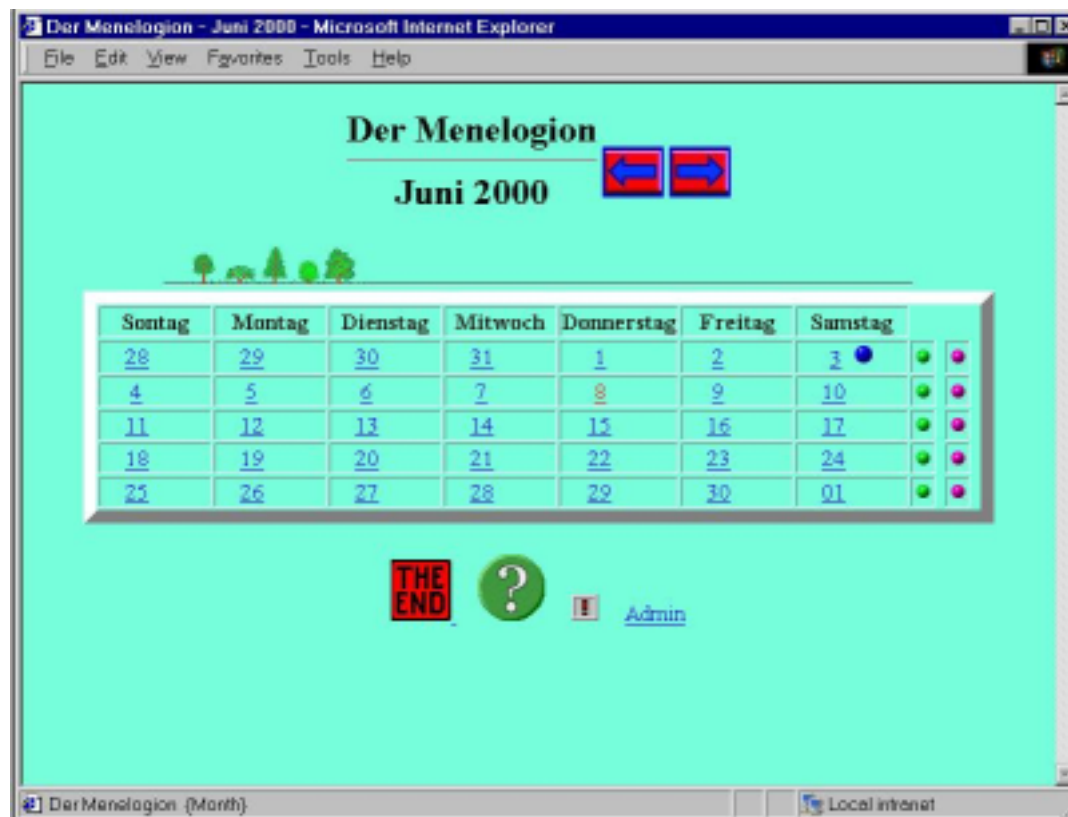 Der Menelogion - Juni 2000 - Microsoft Internet Explorer
File Edit View Favorites Tools Help
Der Menelogion
Juni 2000
Sontag Montag Dienstag Mitwoch Donnerstag Freitag Samstag
28 29 30 31 1 2 3
4 5 6 7 8 9 10
11 12 13 14 15 16 17
18 19 20 21 22 23 24
25 26 27 28 29 30 01
THE
END
? ! Admin
Der Menelogion {Month} Local intranet